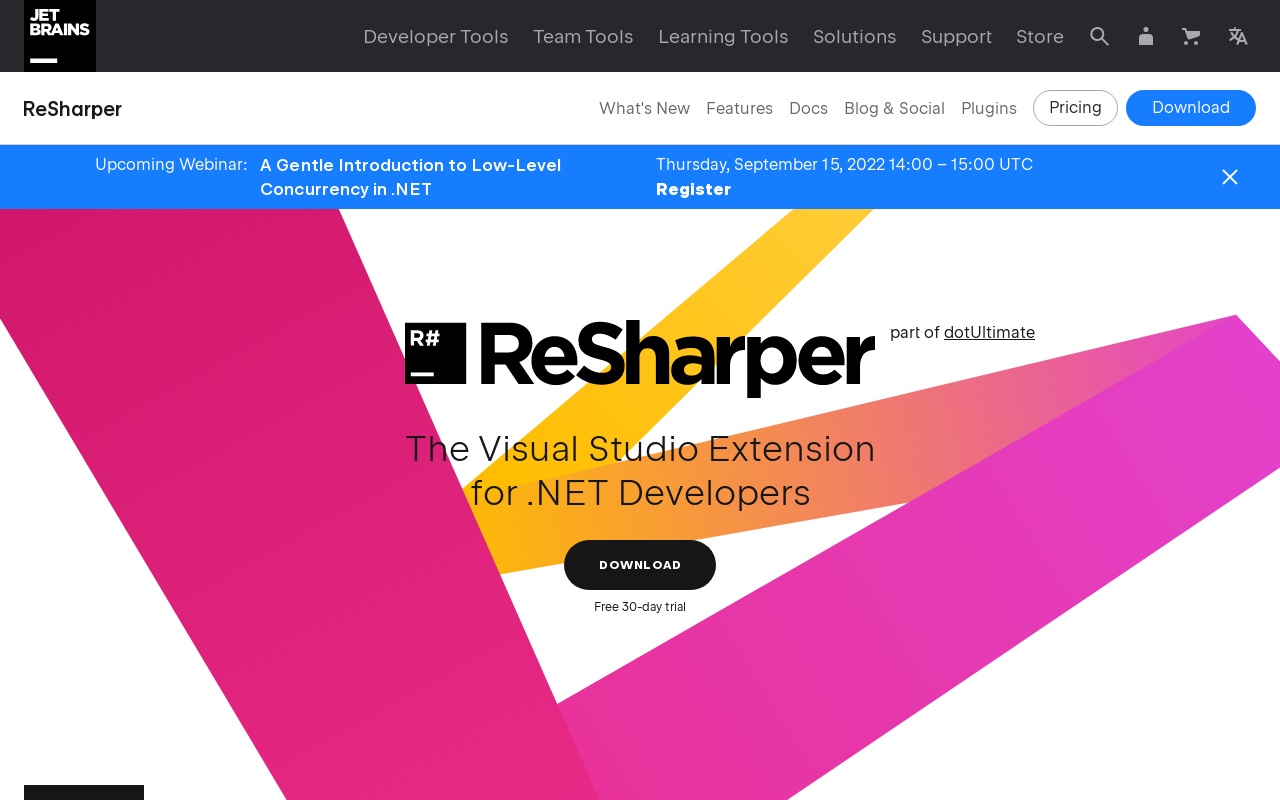 JET
BRAINS
Developer Tools Team Tools Learning Tools Solutions Support Store
ReSharper
What's New Features Docs Blog & Social Plugins Pricing Download
Upcoming Webinar: A Gentle Introduction to Low-Level Concurrency in .NET
Thursday, September 15, 2022 14:00 – 15:00 UTC
Register
R# ReSharper part of dotUltimate
The Visual Studio Extension
for .NET Developers
DOWNLOAD
Free 30-day trial